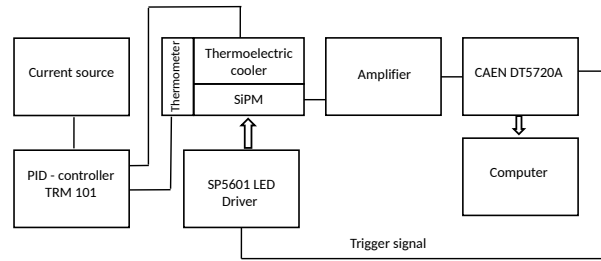 Current source
Thermometer
Thermoelectric
cooler
SiPM
Amplifier
CAEN DT5720A
PID - controller
TRM 101
SP5601 LED
Driver
Computer
Trigger signal